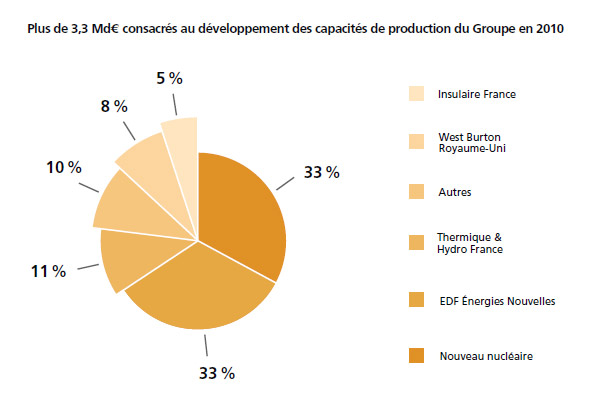 Plus de 3,3 Md€ consacrés au développement des capacités de production du Groupe en 2010
5 %
8 %
10 %
11 %
33 %
33 %
Insulaire France
West Burton
Royaume-Uni
Autres
Thermique &
Hydro France
EDF Énergies Nouvelles
Nouveau nucléaire